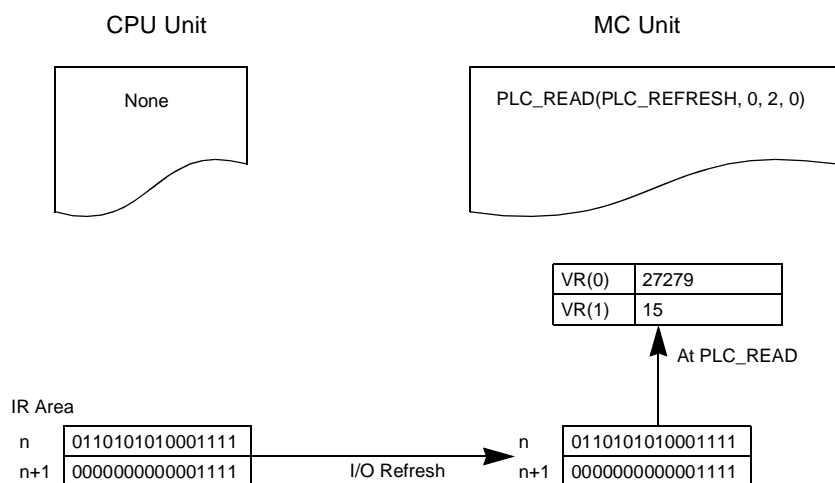 CPU Unit
MC Unit
None
PLC_READ(PLC_REFRESH, 0, 2, 0)
VR(0) 27279
VR(1) 15
At PLC_READ
IR Area
n 0110101010001111
n+1 0000000000001111
I/O Refresh
n 0110101010001111
n+1 0000000000001111